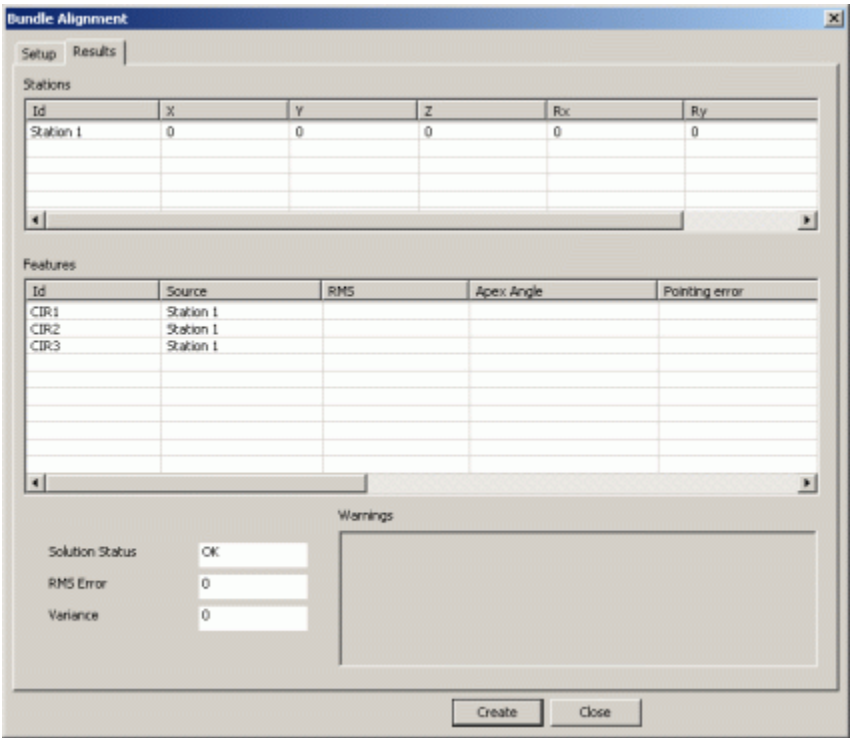 Bundle Alignment
Setup Results
Stations
Id X Y Z Rx Ry
Station 1 0 0 0 0 0
Features
Id Source RMS Apex Angle Pointing error
CIR1 Station 1
CIR2 Station 1
CIR3 Station 1
Warnings
Solution Status OK
RMS Error 0
Variance 0
Create Close